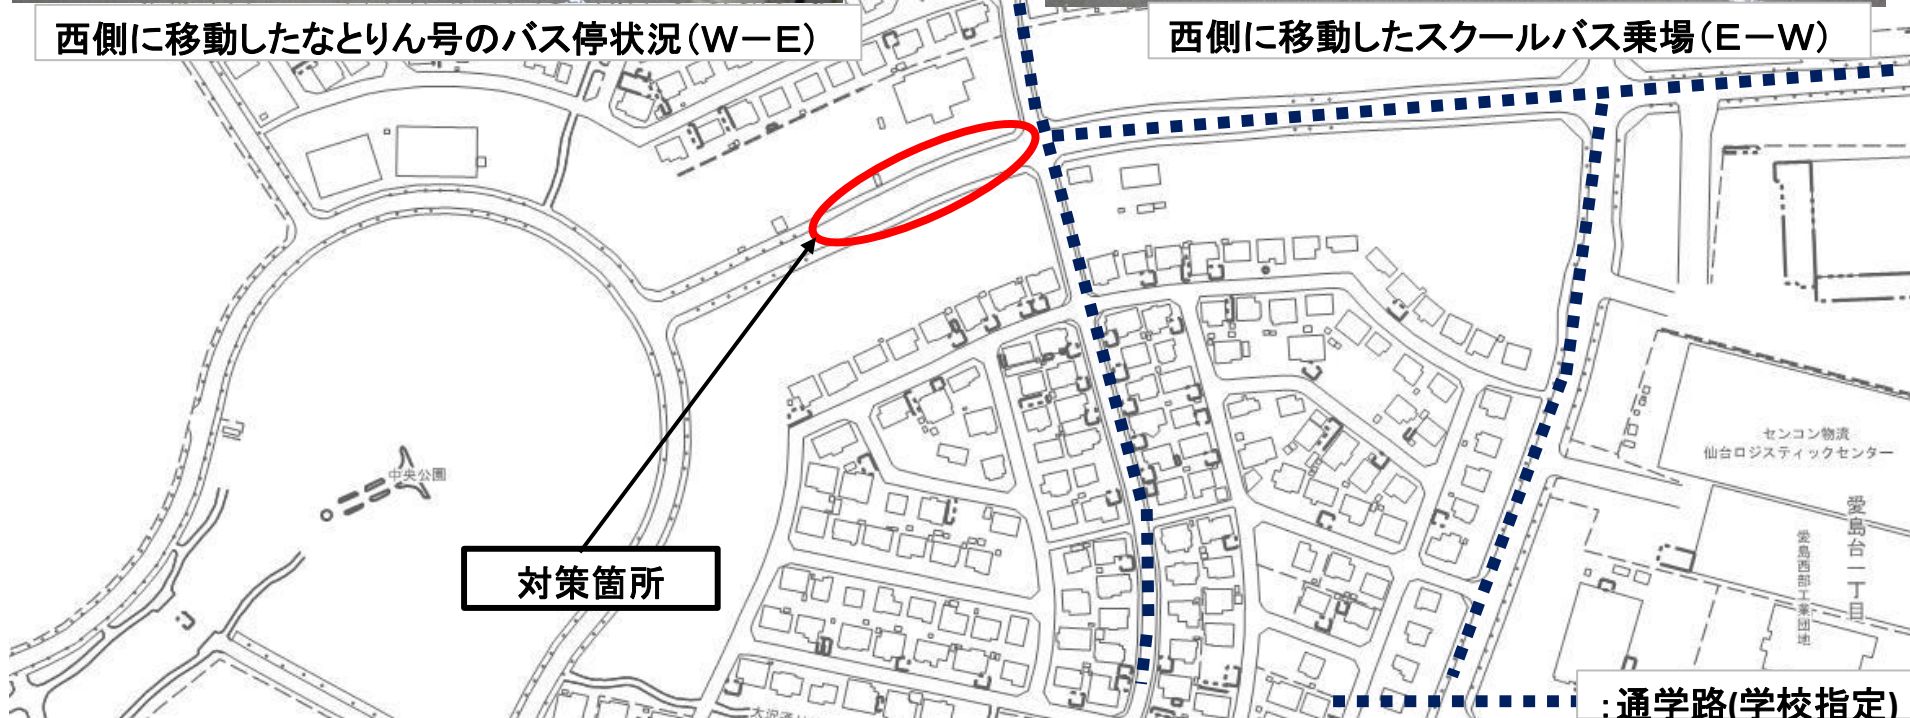 西側に移動したなとりん号のバス停状況(W－E)
西側に移動したスクールバス乗場(E－W)
中央公園
対策箇所
センコン物流
仙台ロジスティックセンター
愛島台一丁目
愛島西部工業団地
:通学路(学校指定)